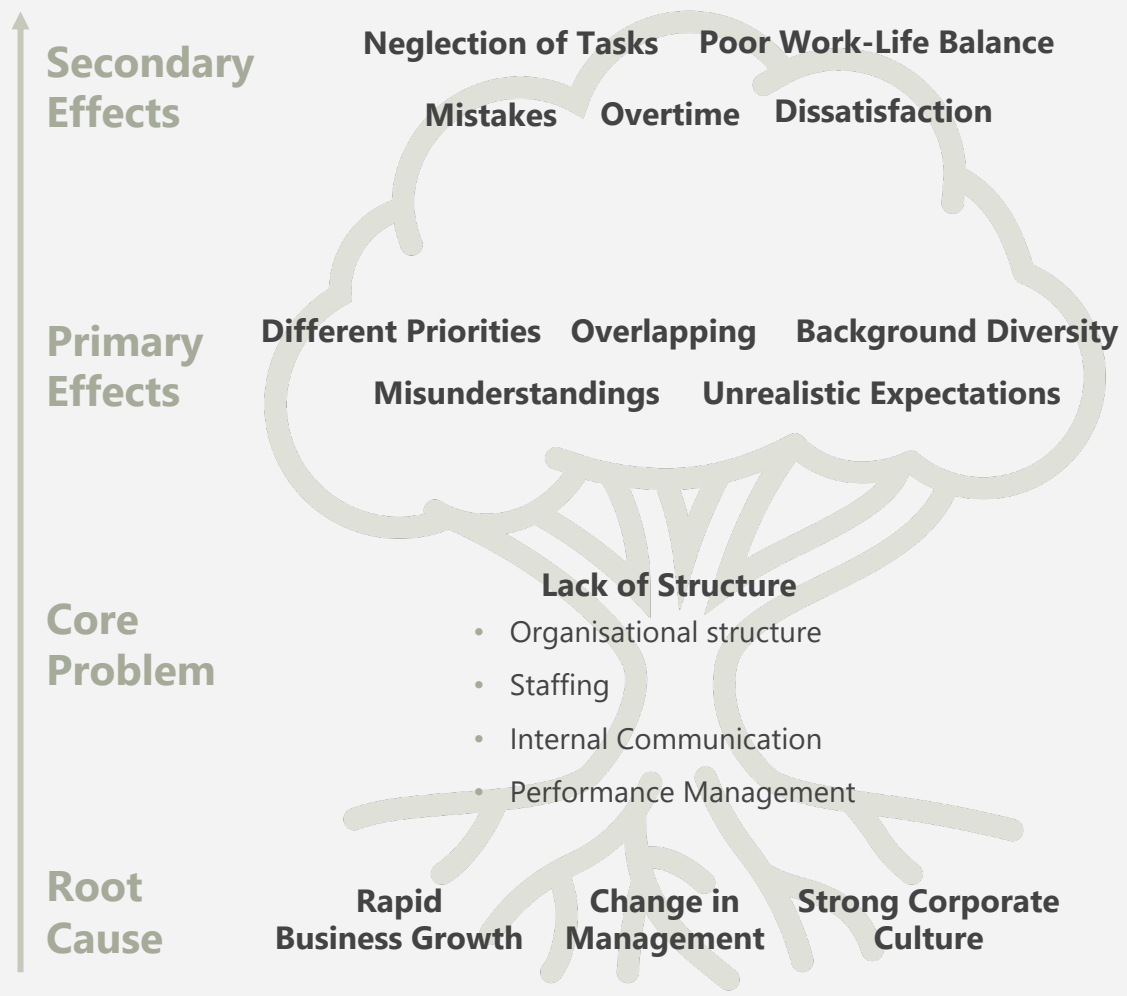 Secondary
Effects
Neglection of Tasks Poor Work-Life Balance
Mistakes Overtime Dissatisfaction
Primary
Effects
Different Priorities Overlapping Background Diversity
Misunderstandings Unrealistic Expectations
Core
Problem
Lack of Structure
• Organisational structure
• Staffing
• Internal Communication
• Performance Management
Root
Cause
Rapid
Business Growth
Change in
Management
Strong Corporate
Culture